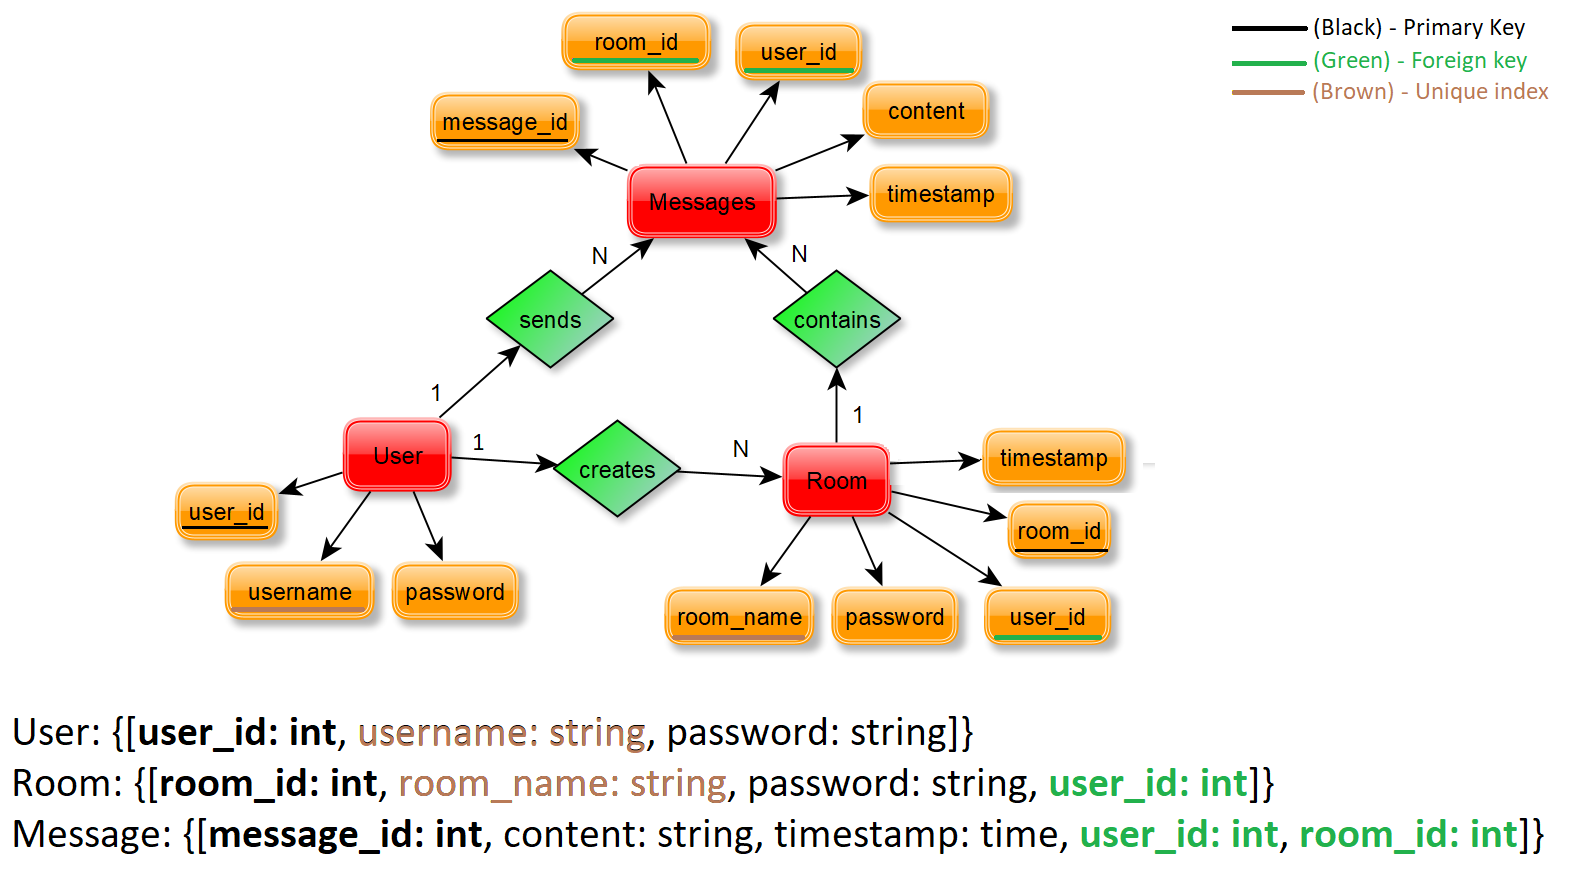 room_id
user_id
(Black) - Primary Key
(Green) - Foreign key
(Brown) - Unique index
message_id
content
Messages
timestamp
N
N
sends
contains
1
1
User
1
creates
N
Room
timestamp
user_id
room_id
username
password
room_name
password
user_id
User: {[user_id: int, username: string, password: string]}
Room: {[room_id: int, room_name: string, password: string, user_id: int]}
Message: {[message_id: int, content: string, timestamp: time, user_id: int, room_id: int]}